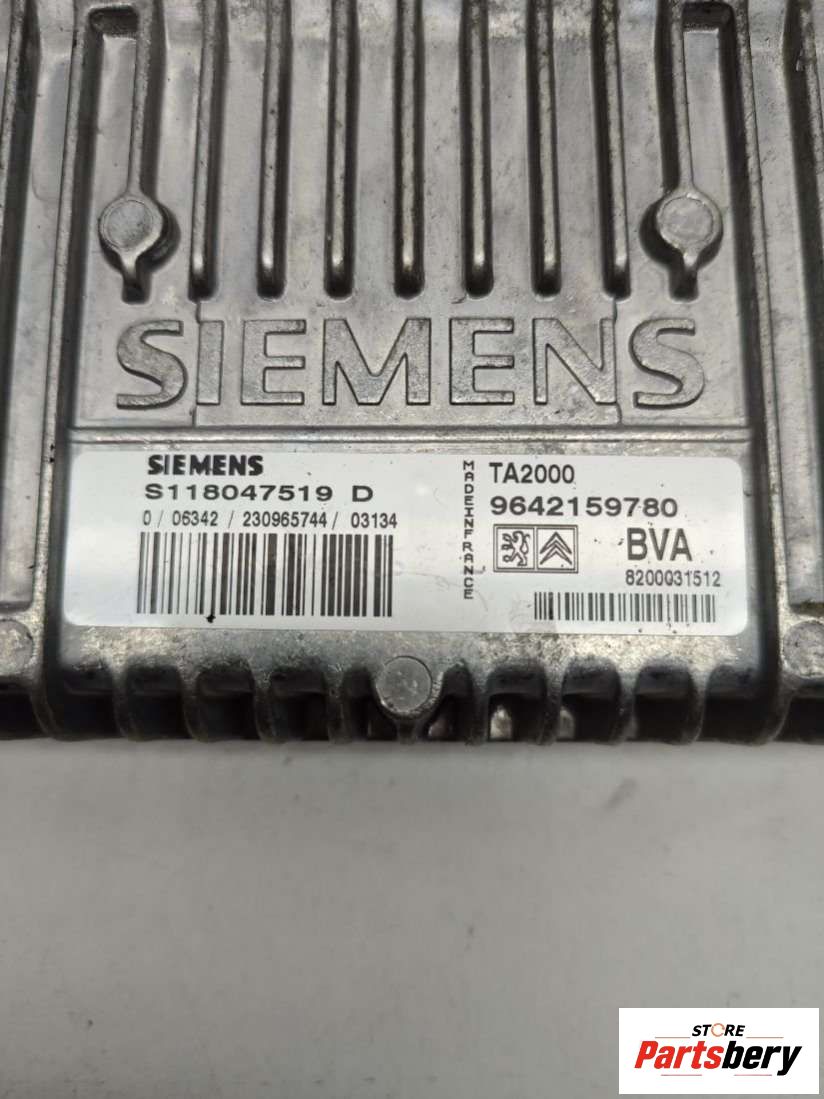 SIEMENS
SIEMENS
S118047519 D
0 / 06342 / 230965744 / 03134
MADEINFRANCE
TA2000
9642159780
BVA
8200031512
STORE
Partsbery